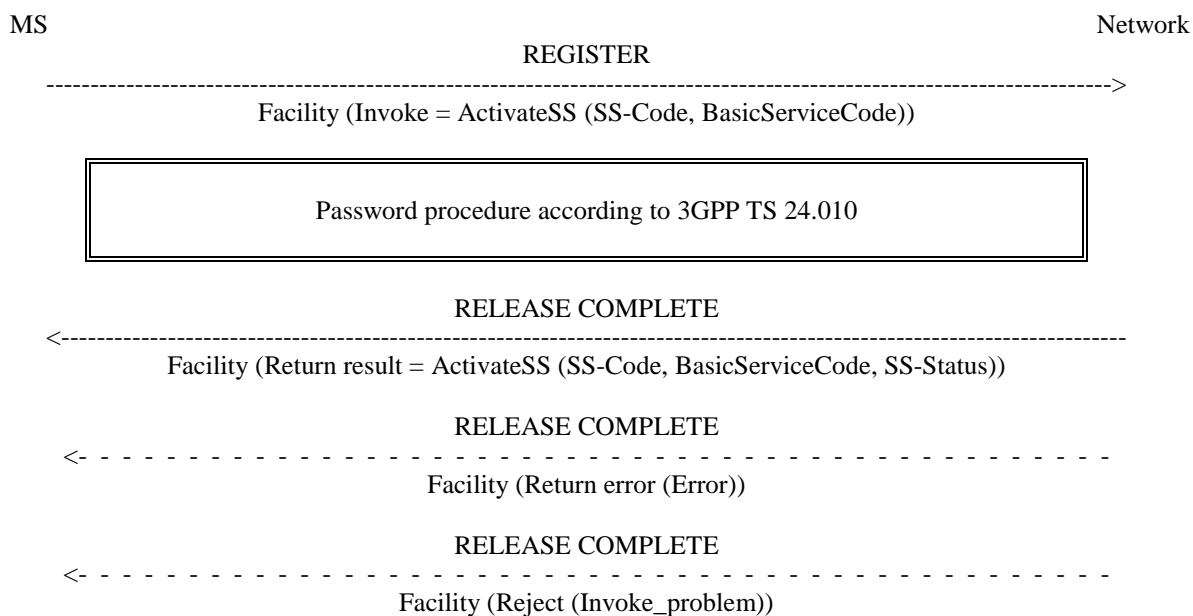 MS Network
REGISTER
------------------------------------------------------------------------------------------------------------------------>
Facility (Invoke = ActivateSS (SS-Code, BasicServiceCode))
Password procedure according to 3GPP TS 24.010
RELEASE COMPLETE
<------------------------------------------------------------------------------------------------------------------------
Facility (Return result = ActivateSS (SS-Code, BasicServiceCode, SS-Status))
RELEASE COMPLETE
<- - - - - - - - - - - - - - - - - - - - - - - - - - - - - - - - - - - - - - - - - - - - - - - -
Facility (Return error (Error))
RELEASE COMPLETE
<- - - - - - - - - - - - - - - - - - - - - - - - - - - - - - - - - - - - - - - - - - - - - - - -
Facility (Reject (Invoke_problem))